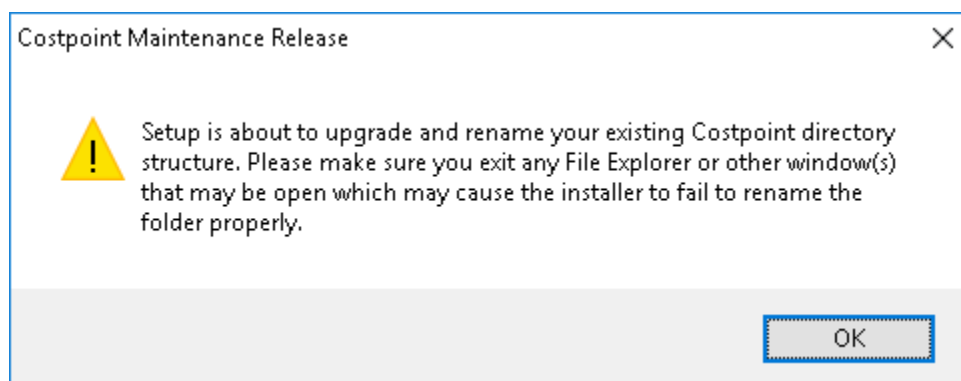 Costpoint Maintenance Release
Setup is about to upgrade and rename your existing Costpoint directory
structure. Please make sure you exit any File Explorer or other window(s)
that may be open which may cause the installer to fail to rename the
folder properly.
OK